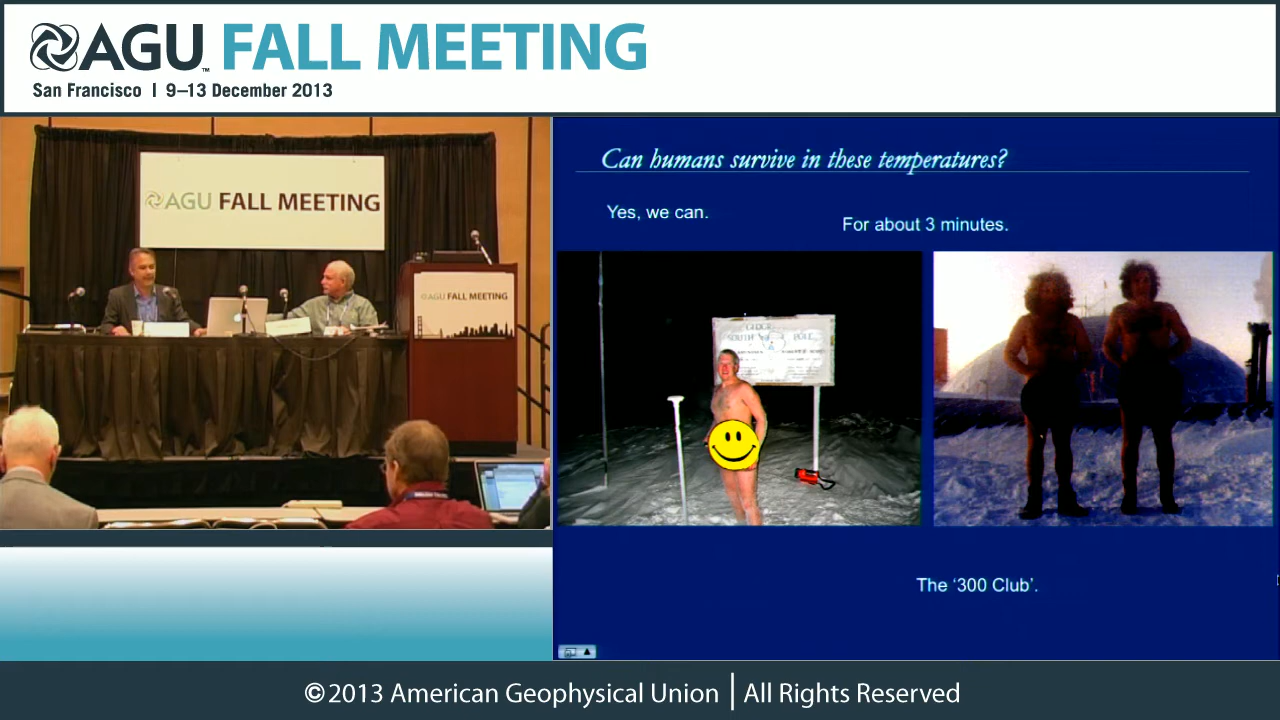 AGU FALL MEETING
San Francisco | 9–13 December 2013
AGU FALL MEETING
AGU FALL MEETING
Can humans survive in these temperatures?
Yes, we can.
For about 3 minutes.
SOUTH POLE
The ‘300 Club’.
©2013 American Geophysical Union | All Rights Reserved